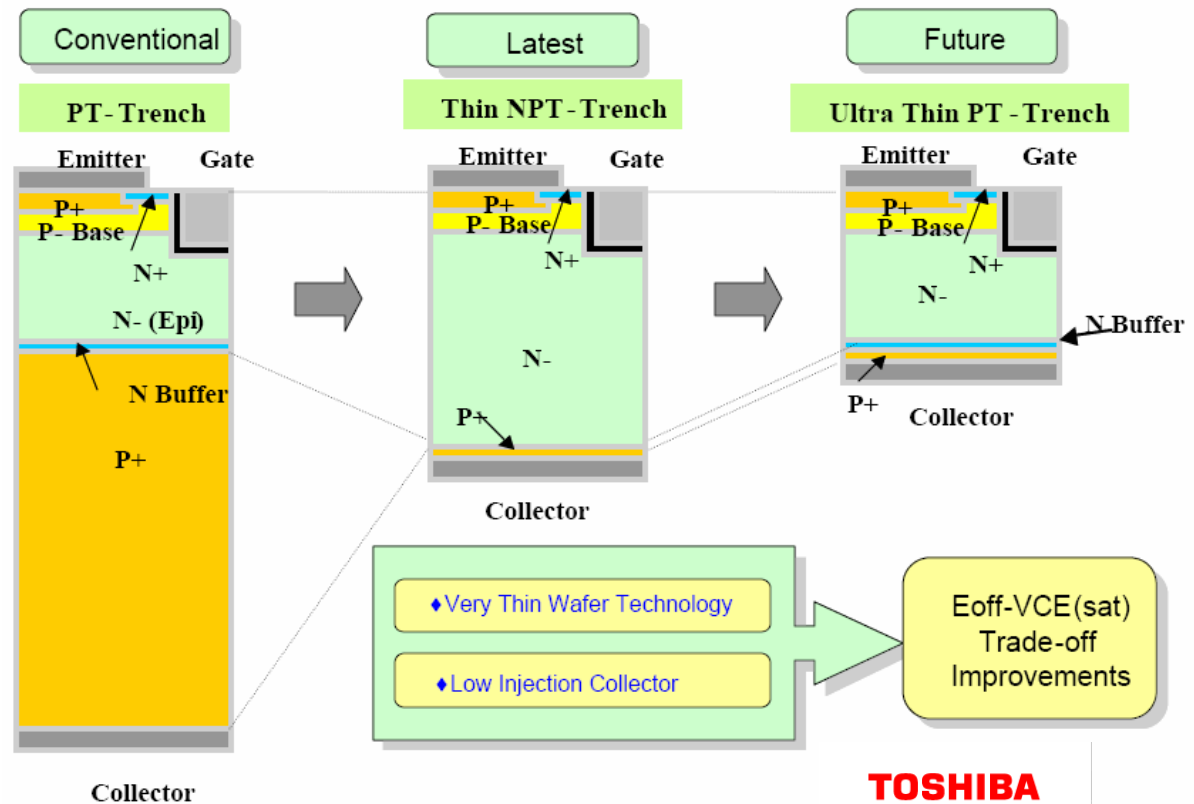 Conventional
Latest
Future
PT- Trench
Thin NPT-Trench
Ultra Thin PT - Trench
Emitter
Gate
P+
P- Base
N+
N- (Epi)
N Buffer
P+
Collector
Emitter
Gate
P+
P- Base
N+
N-
P+
Collector
Emitter
Gate
P+
P- Base
N+
N-
N Buffer
P+
Collector
♦Very Thin Wafer Technology
♦Low Injection Collector
Eoff-VCE(sat)
Trade-off
Improvements
TOSHIBA